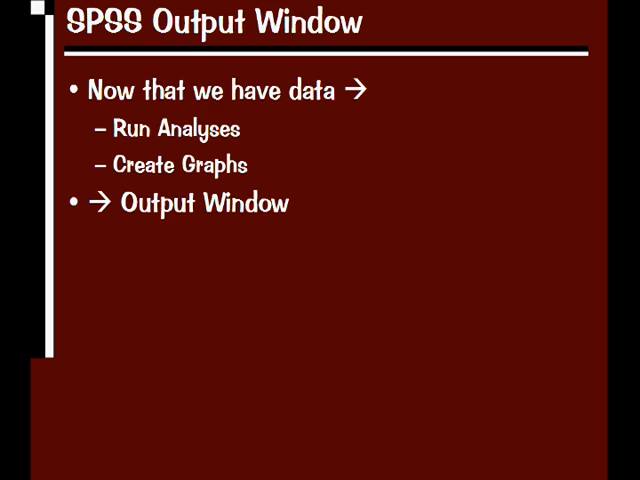 SPSS Output Window
• Now that we have data →
– Run Analyses
– Create Graphs
• → Output Window